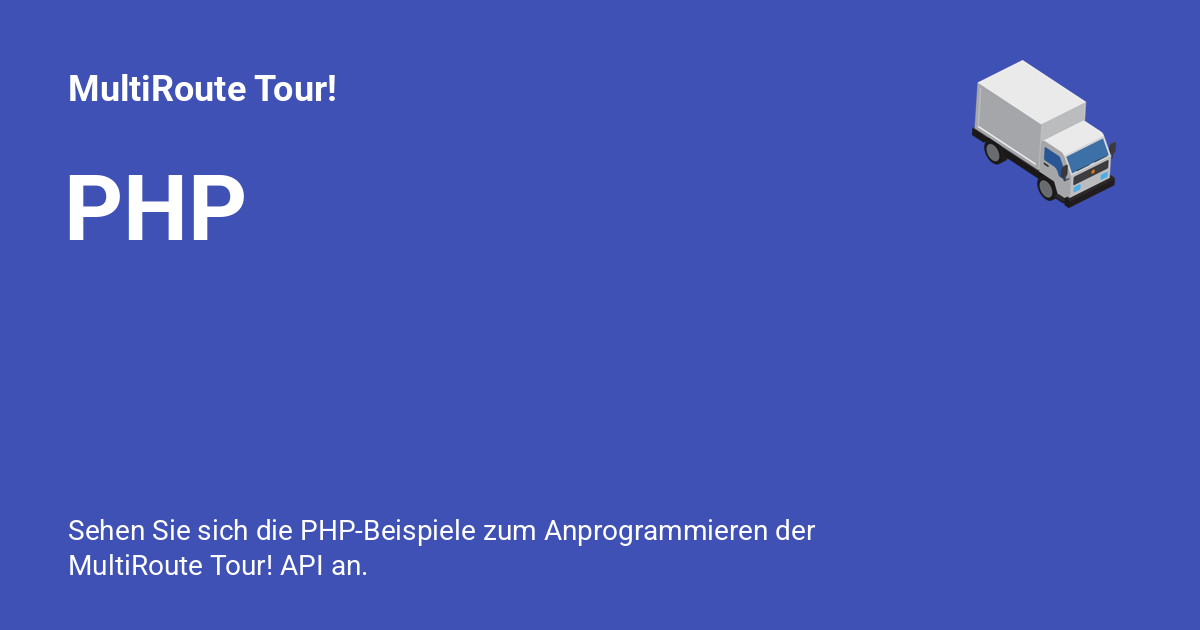 MultiRoute Tour!
PHP
Sehen Sie sich die PHP-Beispiele zum Anprogrammieren der
MultiRoute Tour! API an.